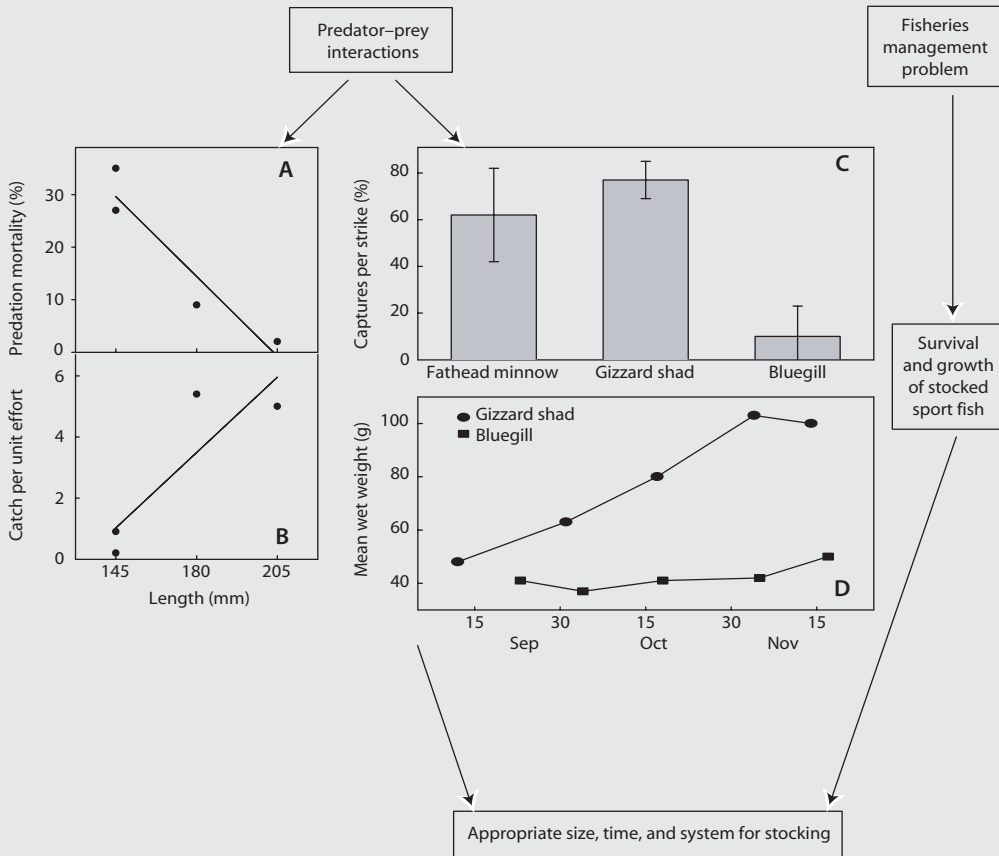 Predator–prey
interactions
Fisheries
management
problem
A
Predation mortality (%)
30
20
10
0
B
Catch per unit effort
6
4
2
0
145
180
205
Length (mm)
C
Captures per strike (%)
80
60
40
20
0
Fathead minnow
Gizzard shad
Bluegill
Survival
and growth
of stocked
sport fish
Gizzard shad
Bluegill
D
Mean wet weight (g)
100
80
60
40
15
30
15
30
15
Sep
Oct
Nov
Appropriate size, time, and system for stocking